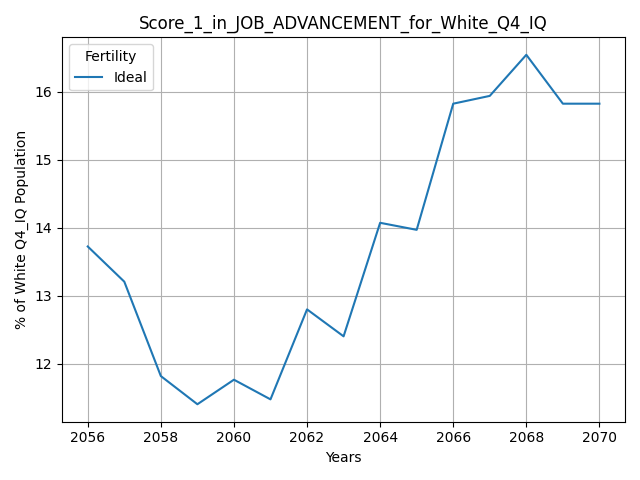 Score_1_in_JOB_ADVANCEMENT_for_White_Q4_IQ
Fertility
Ideal
% of White Q4_IQ Population
16
15
14
13
12
2056 2058 2060 2062 2064 2066 2068 2070
Years